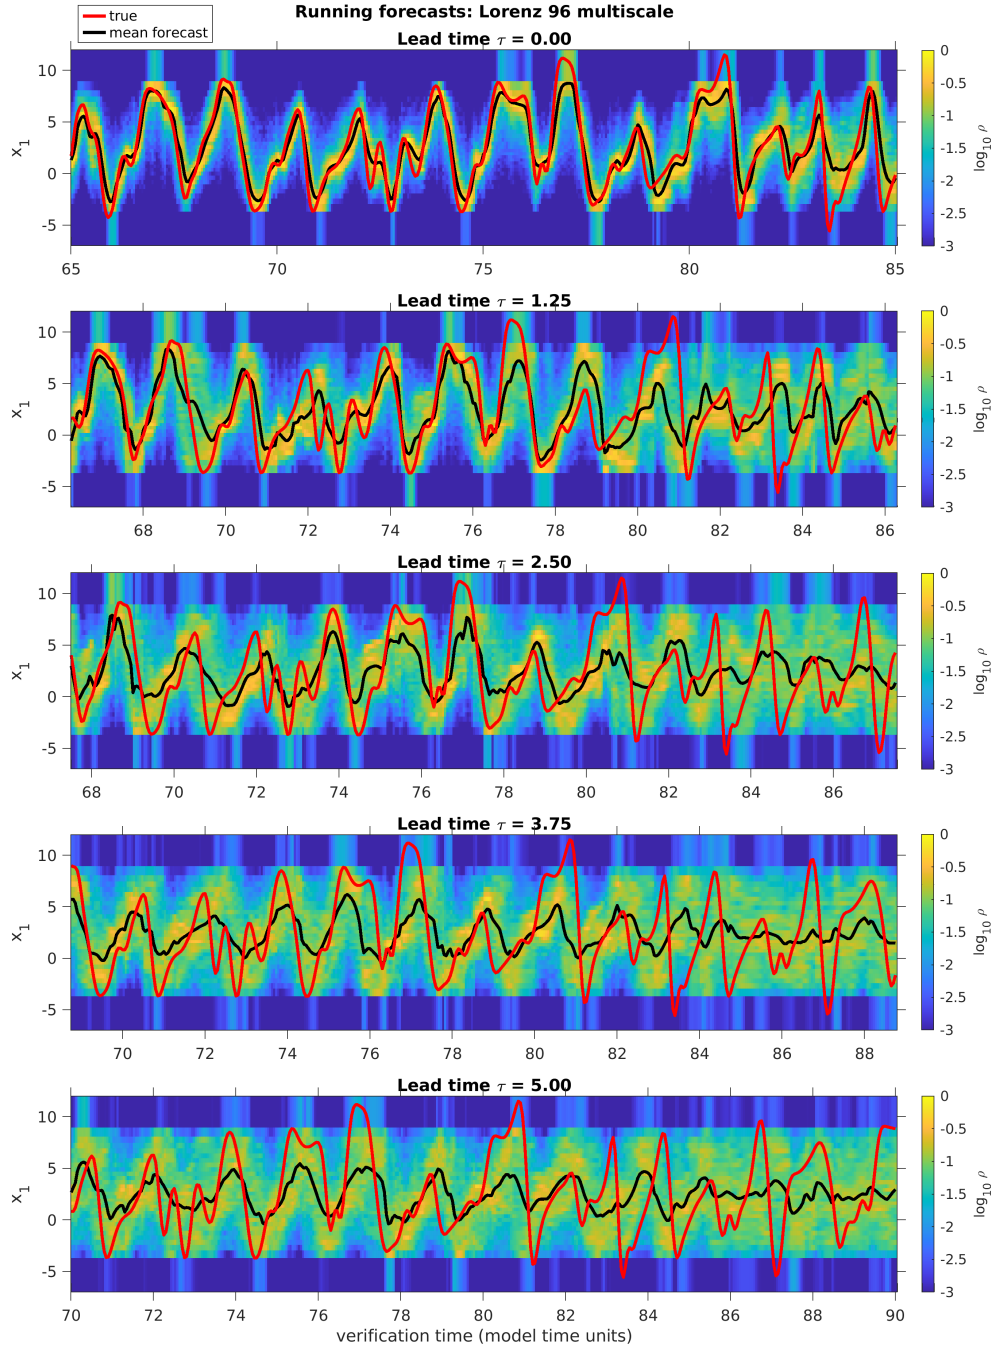 Running forecasts: Lorenz 96 multiscale
true
mean forecast
Lead time τ = 0.00
x1
10
5
0
-5
65 70 75 80 85
0
-0.5
-1
-1.5
-2
-2.5
-3
log10 ρ
Lead time τ = 1.25
x1
10
5
0
-5
68 70 72 74 76 78 80 82 84 86
0
-0.5
-1
-1.5
-2
-2.5
-3
log10 ρ
Lead time τ = 2.50
x1
10
5
0
-5
68 70 72 74 76 78 80 82 84 86
0
-0.5
-1
-1.5
-2
-2.5
-3
log10 ρ
Lead time τ = 3.75
x1
10
5
0
-5
70 72 74 76 78 80 82 84 86 88
0
-0.5
-1
-1.5
-2
-2.5
-3
log10 ρ
Lead time τ = 5.00
x1
10
5
0
-5
70 72 74 76 78 80 82 84 86 88 90
0
-0.5
-1
-1.5
-2
-2.5
-3
log10 ρ
verification time (model time units)